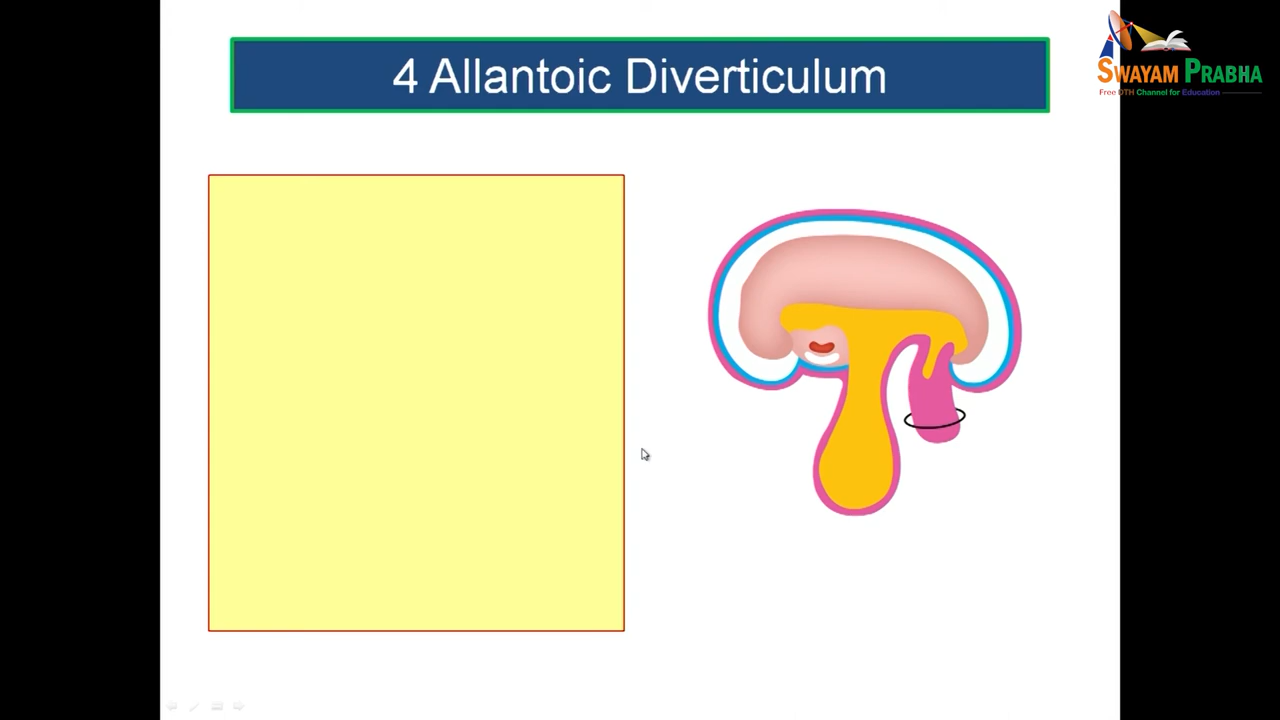 4 Allantoic Diverticulum
SWAYAM PRABHA
Free DTH Channel for Education